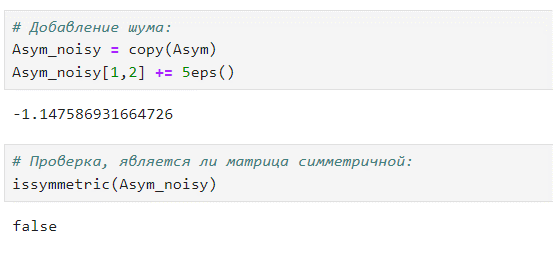 # Добавление шума:
Asym_noisy = copy(Asym)
Asym_noisy[1,2] += 5eps()
-1.147586931664726
# Проверка, является ли матрица симметричной:
issymmetric(Asym_noisy)
false